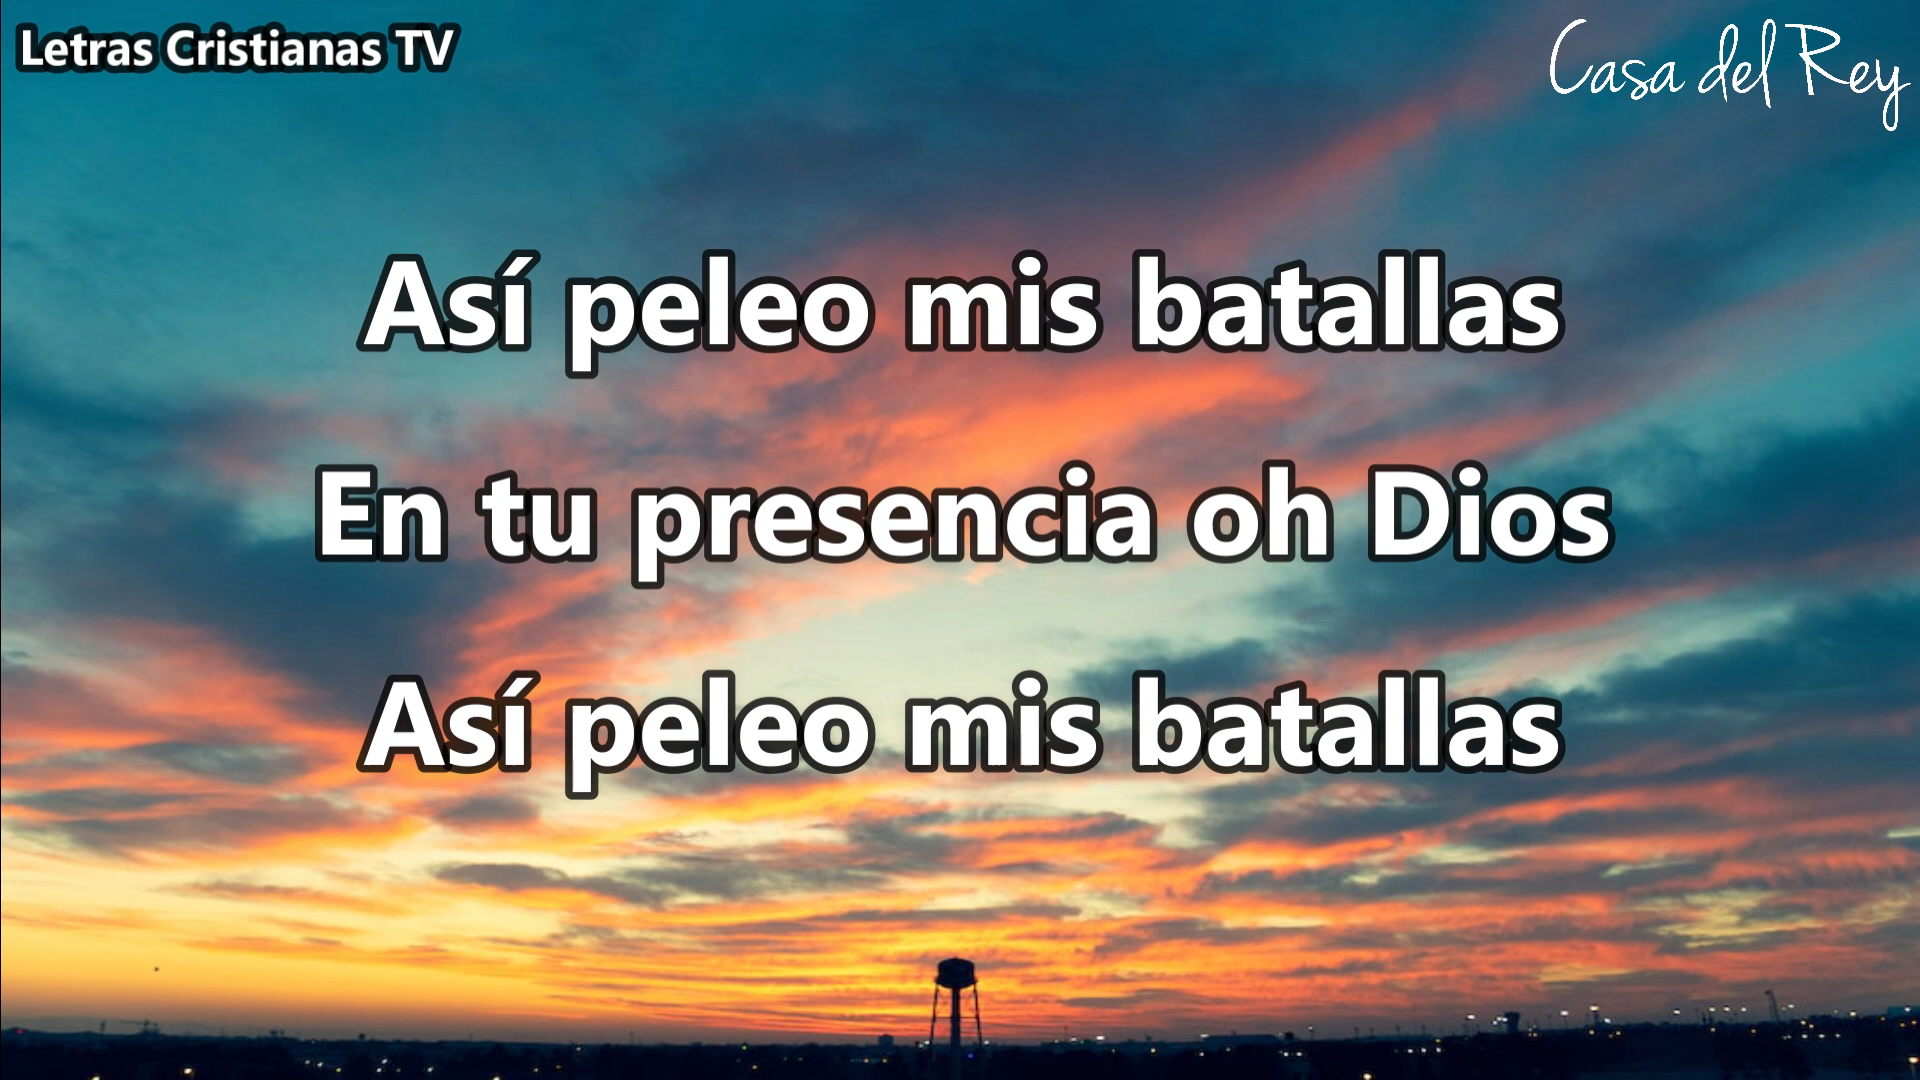 Letras Cristianas TV
Casa del Rey
Así peleo mis batallas
En tu presencia oh Dios
Así peleo mis batallas